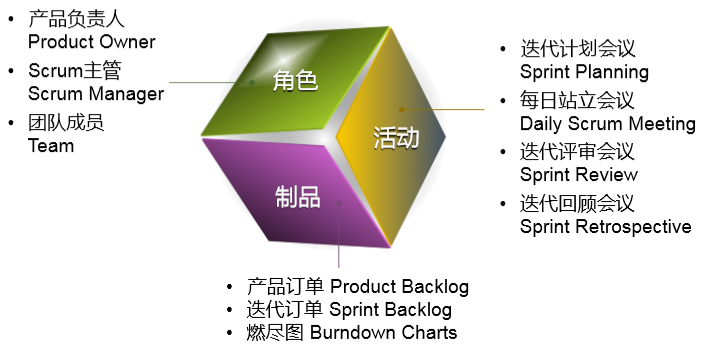 产品负责人
Product Owner
Scrum主管
Scrum Manager
团队成员
Team
角色
活动
制品
迭代计划会议
Sprint Planning
每日站立会议
Daily Scrum Meeting
迭代评审会议
Sprint Review
迭代回顾会议
Sprint Retrospective
产品订单 Product Backlog
迭代订单 Sprint Backlog
燃尽图 Burndown Charts